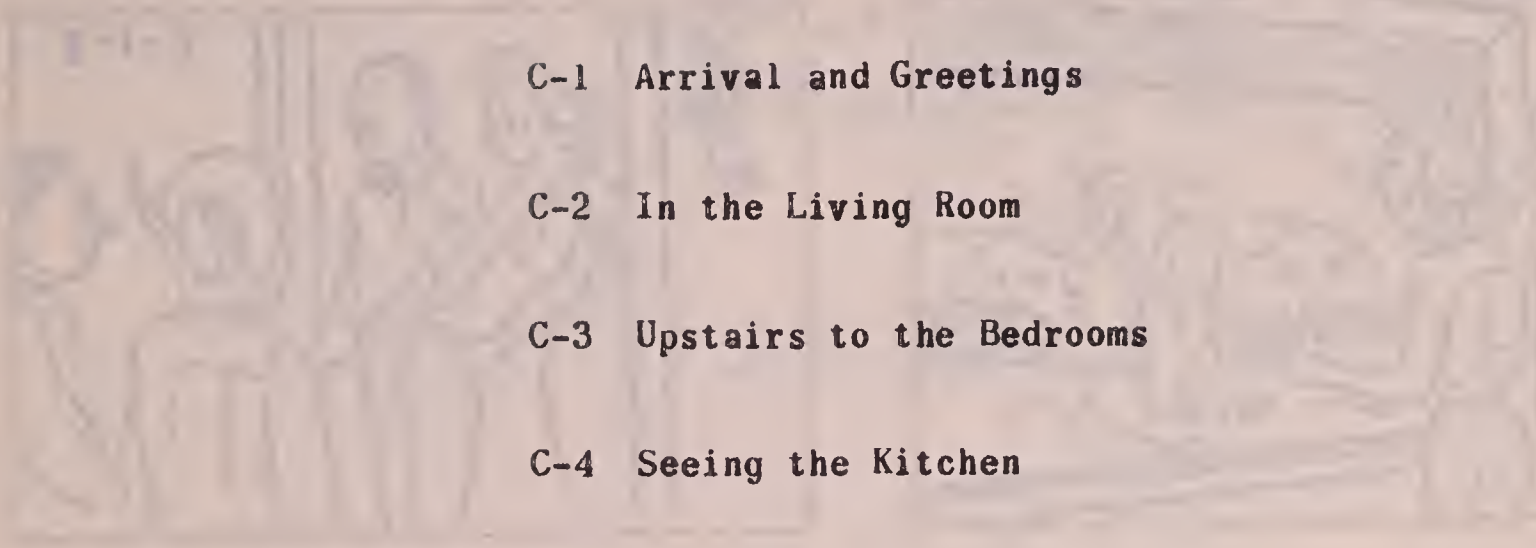 C-1 Arrival and Greetings
C-2 In the Living Room
C-3 Upstairs to the Bedrooms
C-4 Seeing the Kitchen